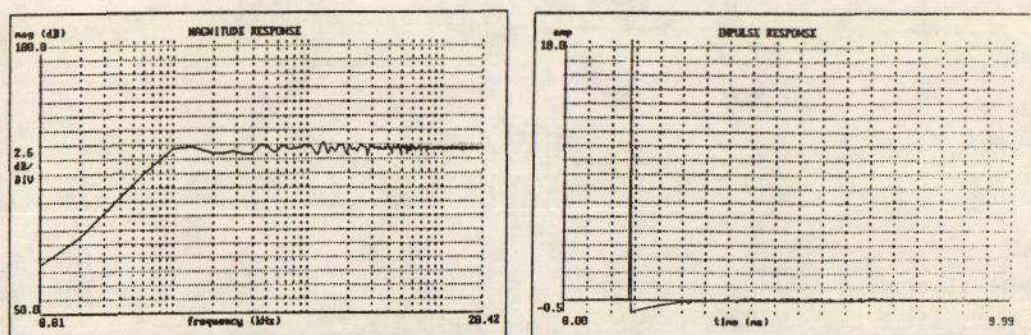 mag (dB)
MAGNITUDE RESPONSE
100.0
2.5
dB/
DIV
50.0
0.01
frequency (kHz)
20.42
amp
IMPULSE RESPONSE
10.0
-0.5
0.00
time (ms)
9.99